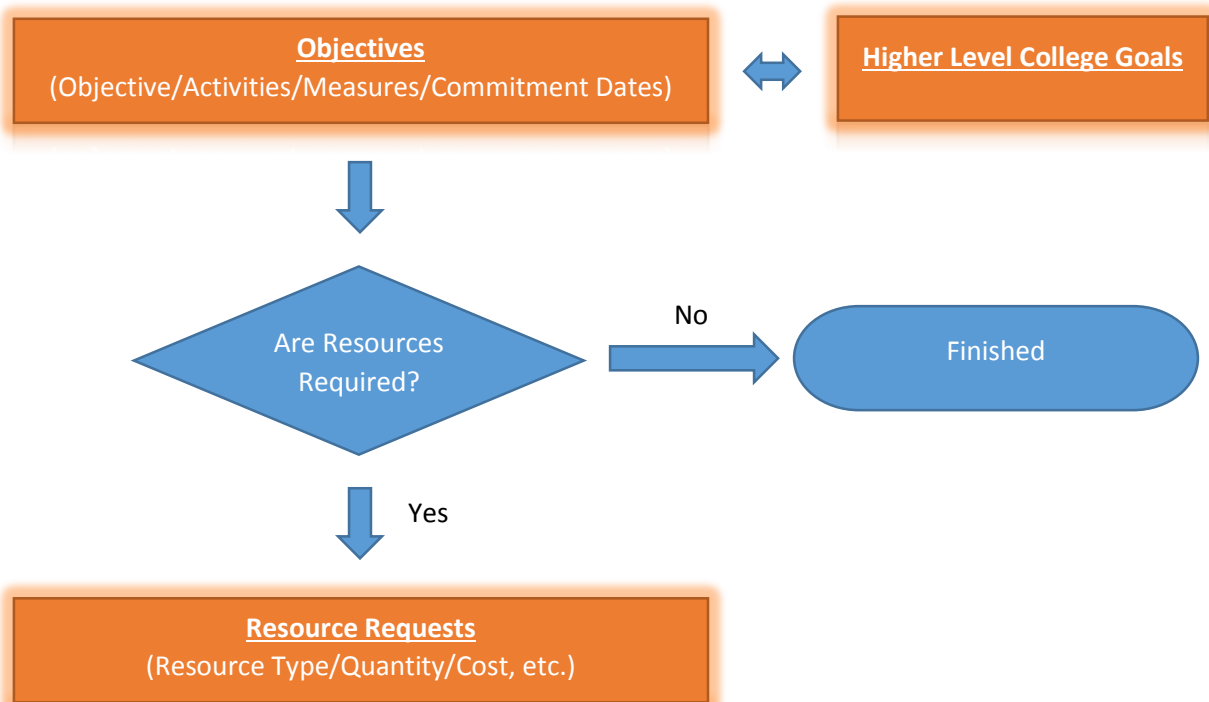 Objectives
(Objective/Activities/Measures/Commitment Dates)
Higher Level College Goals
Are Resources
Required?
No
Finished
Yes
Resource Requests
(Resource Type/Quantity/Cost, etc.)